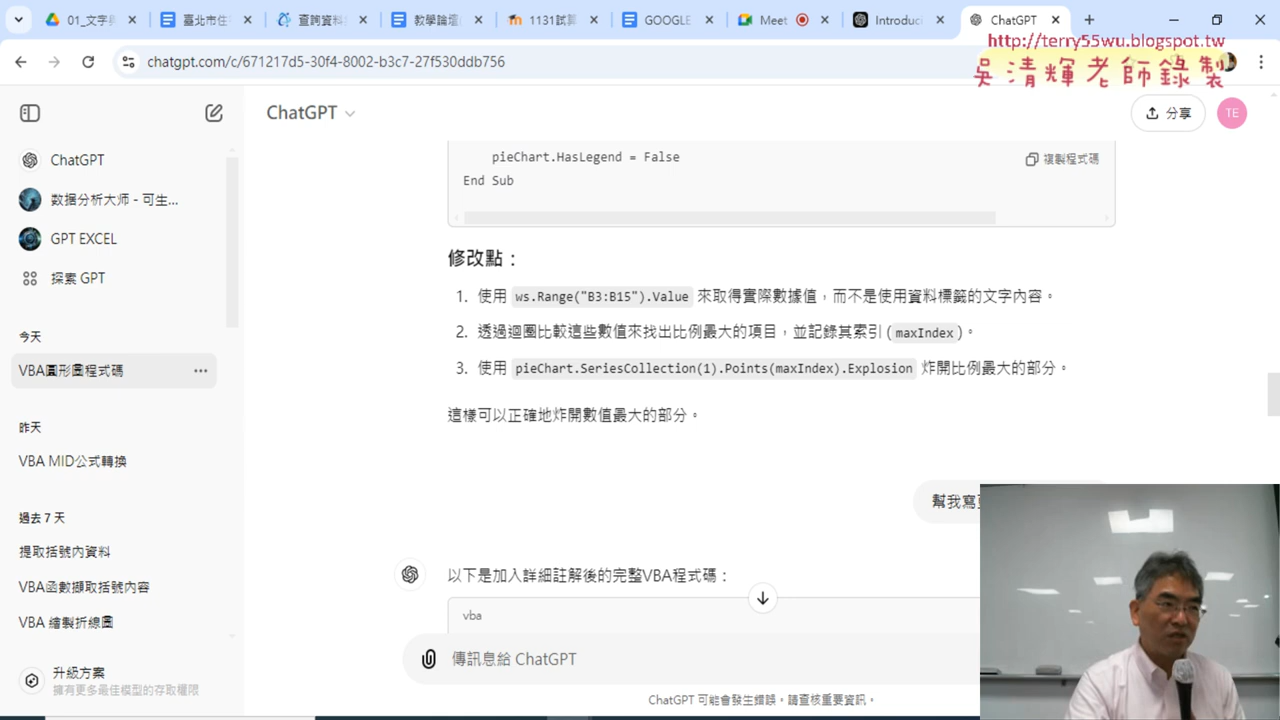 01_文字與
臺北市住
查詢資料
教學論壇
1131試算
GOOGLE
Meet
Introduc
ChatGPT
http://terry55wu.blogspot.tw
chatgpt.com/c/671217d5-30f4-8002-b3c7-27f530ddb756
吳清輝老師錄製
ChatGPT
分享
TE
ChatGPT
数据分析大师 - 可生...
GPT EXCEL
探索 GPT
今天
VBA圓形圖程式碼
昨天
VBA MID公式轉換
過去 7 天
提取括號內資料
VBA函數擷取括號內容
VBA 繪製折線圖
升級方案
擁有更多最佳模型的存取權限
pieChart.HasLegend = False
複製程式碼
End Sub
修改點：
1. 使用 ws.Range("B3:B15").Value 來取得實際數據值，而不是使用資料標籤的文字內容。
2. 透過迴圈比較這些數值來找出比例最大的項目，並記錄其索引 (maxIndex)。
3. 使用 pieChart.SeriesCollection(1).Points(maxIndex).Explosion 炸開比例最大的部分。
這樣可以正確地炸開數值最大的部分。
幫我寫
以下是加入詳細註解後的完整VBA程式碼：
vba
傳訊息給 ChatGPT
ChatGPT 可能會發生錯誤。請查核重要資訊。